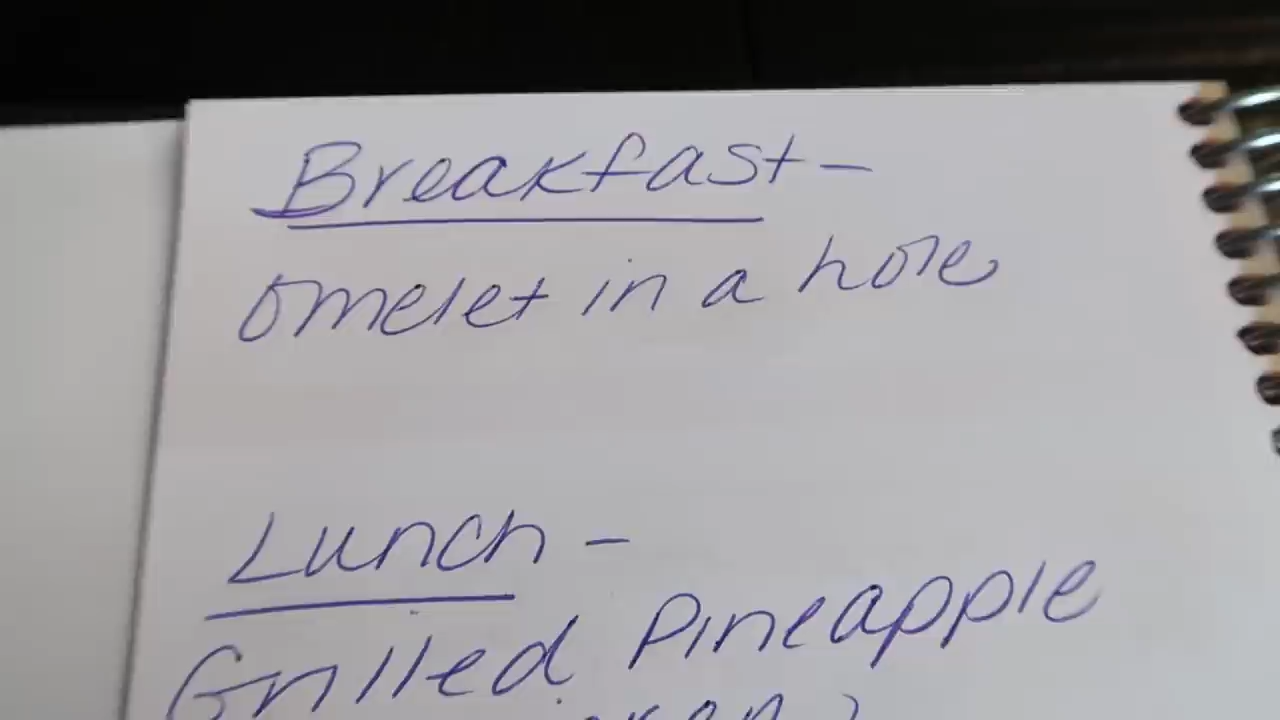 Breakfast-
omelet in a hole
Lunch -
Grilled Pineapple